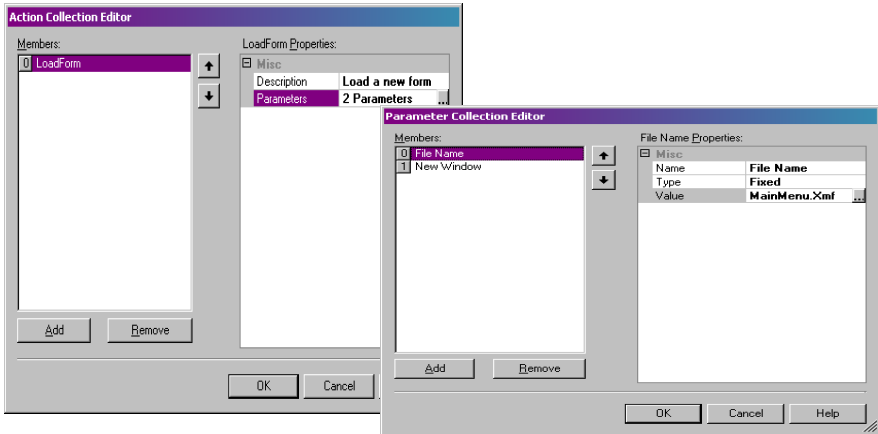 Action Collection Editor
Members:
0 LoadForm
LoadForm Properties:
Misc
Description Load a new form
Parameters 2 Parameters ...
Add Remove
OK Cancel
Parameter Collection Editor
Members:
0 File Name
1 New Window
File Name Properties:
Misc
Name File Name
Type Fixed
Value MainMenu.Xmf ...
Add Remove
OK Cancel Help